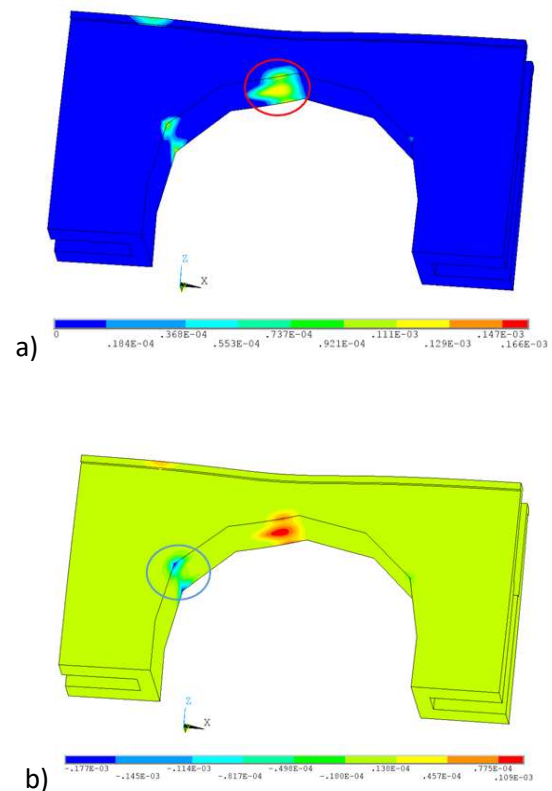 Z
X
0 .368E-04 .737E-04 .111E-03 .147E-03
.184E-04 .553E-04 .921E-04 .129E-03 .166E-03
a)
Z
X
-.177E-03 -.114E-03 -.498E-04 .138E-04 .775E-04
-.145E-03 -.817E-04 -.180E-04 .457E-04 .109E-03
b)